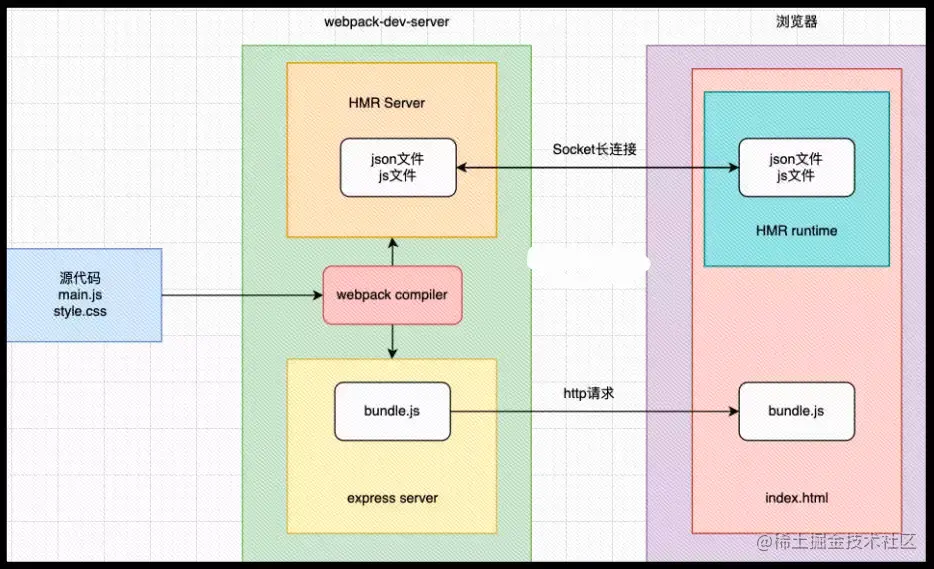 webpack-dev-server
浏览器
HMR Server
json文件
js文件
Socket长连接
json文件
js文件
HMR runtime
源代码
main.js
style.css
webpack compiler
http请求
bundle.js
bundle.js
express server
index.html
@稀土掘金技术社区